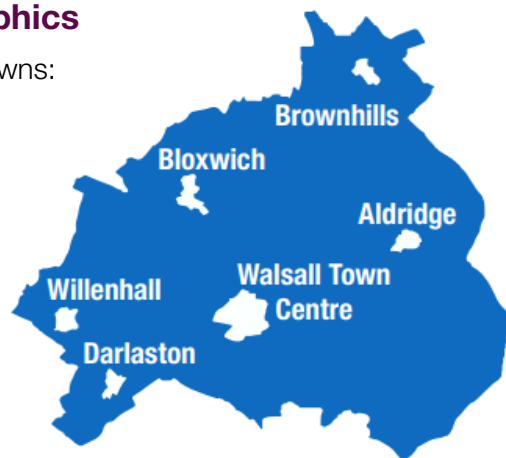 phics
wns:
Brownhills
Bloxwich
Aldridge
Walsall Town
Centre
Willenhall
Darlaston